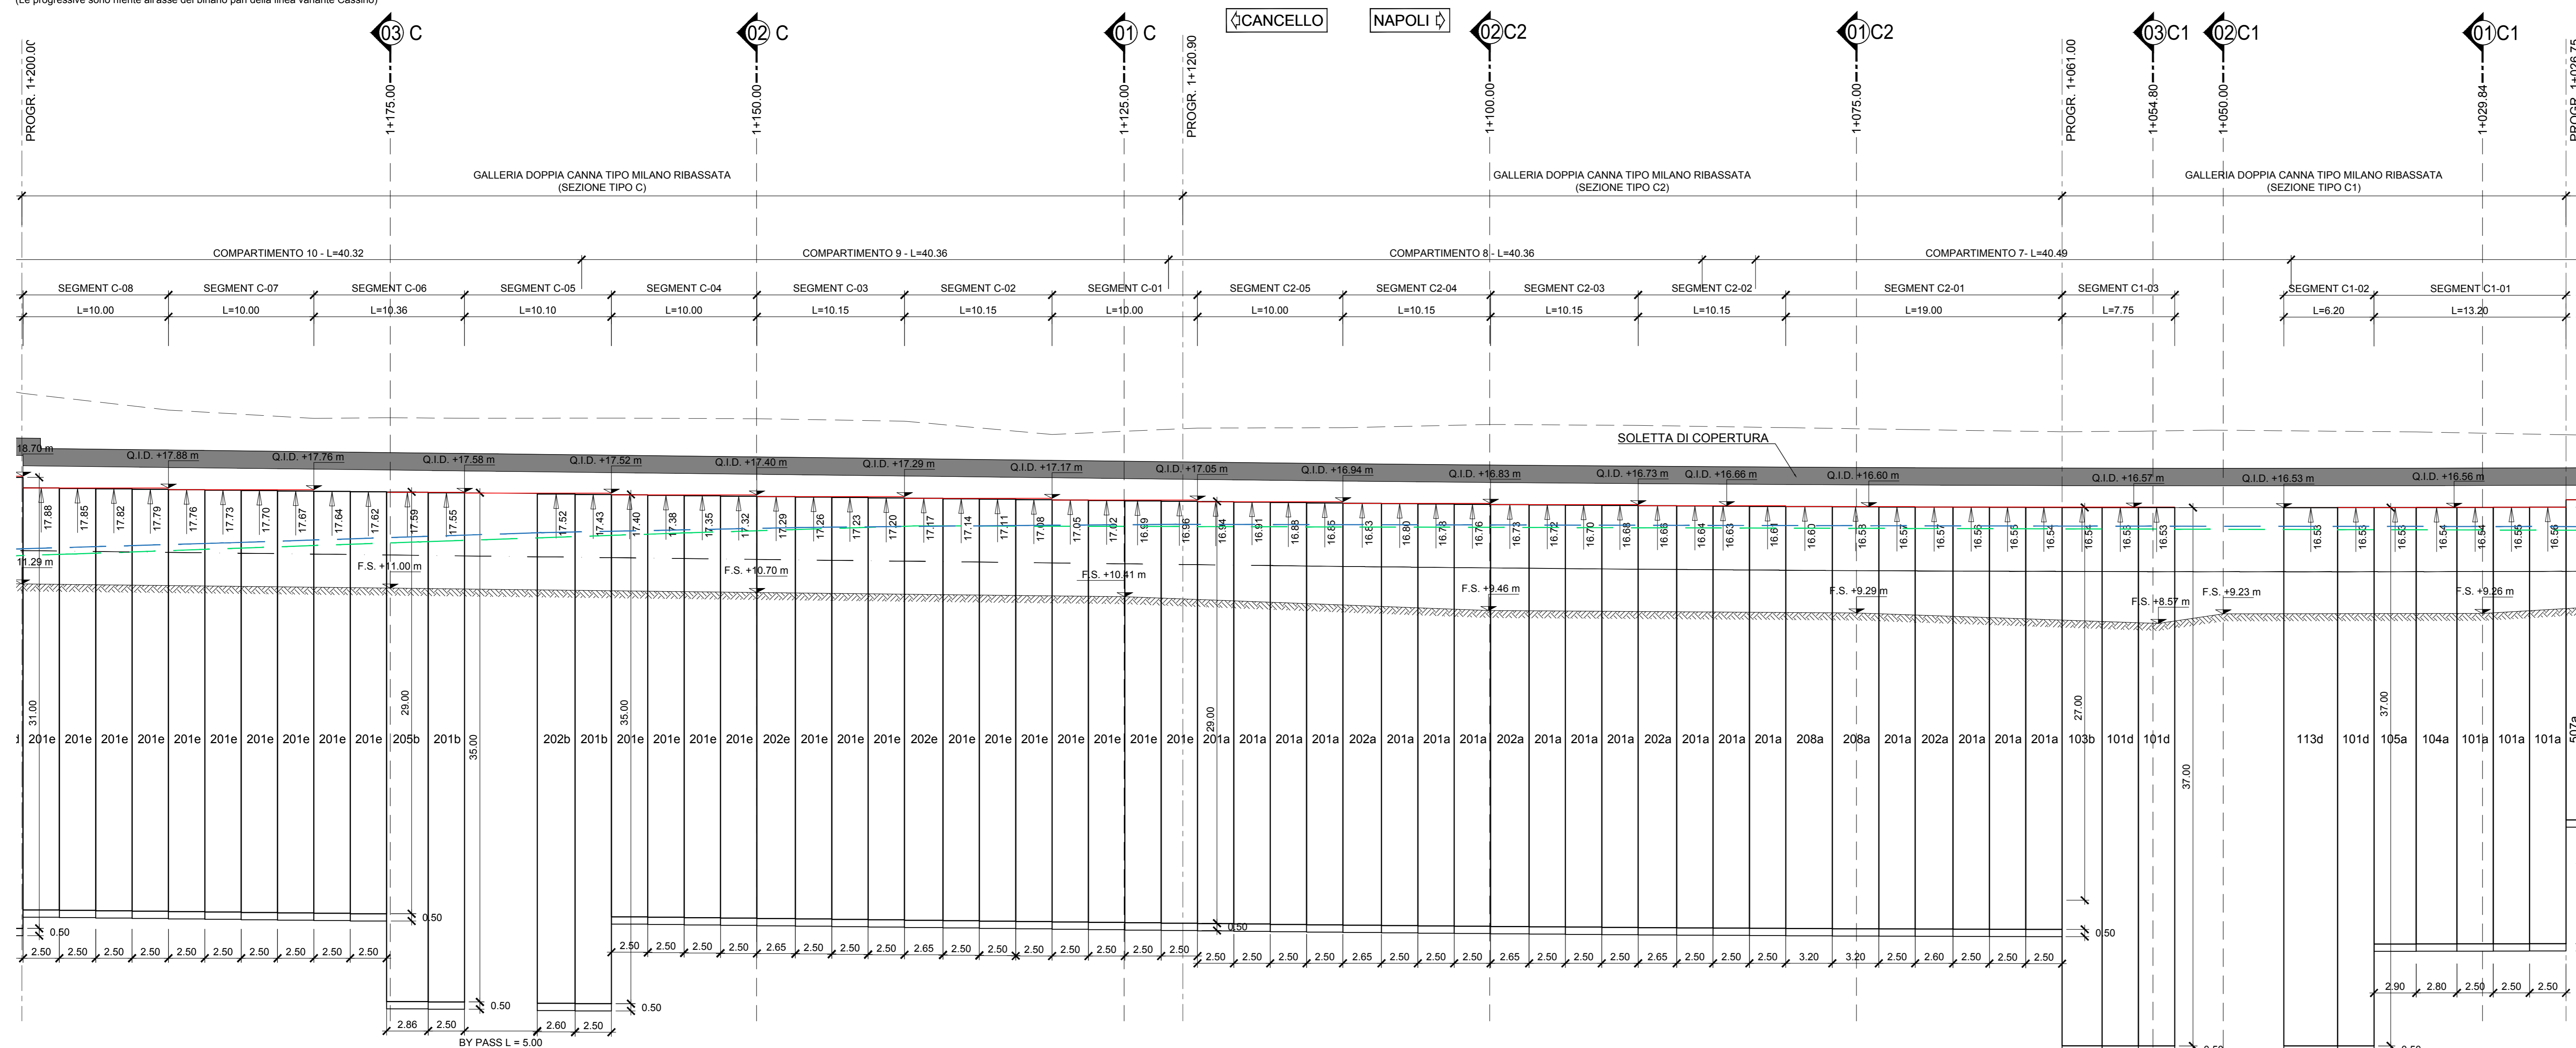 (Le progressive sono riferite all'asse del binario pari della linea variante Cassino)
CANCELLO NAPOLI
03 C 02 C 01 C 02 C2 01 C2 03 C1 02 C1 01 C1
PROGR. 1+200.00
1+175.00
1+150.00
1+125.00
PROGR. 1+120.90
1+100.00
1+075.00
PROGR. 1+061.00
1+054.80
1+050.00
1+029.84
PROGR. 1+026.75
GALLERIA DOPPIA CANNA TIPO MILANO RIBASSATA
(SEZIONE TIPO C)
GALLERIA DOPPIA CANNA TIPO MILANO RIBASSATA
(SEZIONE TIPO C2)
GALLERIA DOPPIA CANNA TIPO MILANO RIBASSATA
(SEZIONE TIPO C1)
COMPARTIMENTO 10 - L=40.32 COMPARTIMENTO 9 - L=40.36 COMPARTIMENTO 8 - L=40.36 COMPARTIMENTO 7- L=40.49
SEGMENT C-08 SEGMENT C-07 SEGMENT C-06 SEGMENT C-05 SEGMENT C-04 SEGMENT C-03 SEGMENT C-02 SEGMENT C-01 SEGMENT C2-05 SEGMENT C2-04 SEGMENT C2-03 SEGMENT C2-02 SEGMENT C2-01 SEGMENT C1-03 SEGMENT C1-02 SEGMENT C1-01
L=10.00 L=10.00 L=10.36 L=10.10 L=10.00 L=10.15 L=10.15 L=10.00 L=10.00 L=10.15 L=10.15 L=10.15 L=19.00 L=7.75 L=6.20 L=13.20
SOLETTA DI COPERTURA
18.70 m Q.I.D. +17.88 m Q.I.D. +17.76 m Q.I.D. +17.58 m Q.I.D. +17.52 m Q.I.D. +17.40 m Q.I.D. +17.29 m Q.I.D. +17.17 m Q.I.D. +17.05 m Q.I.D. +16.94 m Q.I.D. +16.83 m Q.I.D. +16.73 m Q.I.D. +16.66 m Q.I.D. +16.60 m Q.I.D. +16.57 m Q.I.D. +16.53 m Q.I.D. +16.56 m
17.88 17.85 17.82 17.79 17.76 17.73 17.70 17.67 17.64 17.62 17.59 17.55 17.52 17.43 17.40 17.38 17.35 17.32 17.29 17.26 17.23 17.20 17.17 17.14 17.11 17.08 17.05 17.02 16.99 16.96 16.94 16.91 16.88 16.85 16.83 16.80 16.78 16.76 16.73 16.72 16.70 16.68 16.66 16.64 16.63 16.61 16.60 16.58 16.57 16.57 16.56 16.55 16.54 16.54 16.53 16.53 16.53 16.53 16.53 16.54 16.54 16.55 16.56
11.29 m F.S. +11.00 m F.S. +10.70 m F.S. +10.41 m F.S. +9.46 m F.S. +9.29 m F.S. +8.57 m F.S. +9.23 m F.S. +9.26 m
31.00 29.00 35.00 35.00 29.00 27.00 37.00 37.00
201e 201e 201e 201e 201e 201e 201e 201e 201e 201e 205b 201b 202b 201b 201e 201e 201e 201e 202e 201e 201e 201e 202e 201e 201e 201e 201e 201e 201e 201e 201a 201a 201a 201a 202a 201a 201a 201a 202a 201a 201a 201a 202a 201a 201a 201a 208a 208a 201a 202a 201a 201a 201a 103b 101d 101d 113d 101d 105a 104a 101a 101a 101a 507a
0.50 0.50 0.50 0.50
2.50 2.50 2.50 2.50 2.50 2.50 2.50 2.50 2.50 2.50 2.50 2.50 2.50 2.50 2.65 2.50 2.50 2.50 2.65 2.50 2.50 2.50 2.50 2.50 2.50 2.50 2.50 2.50 2.50 2.50 2.65 2.50 2.50 2.50 2.65 2.50 2.50 2.50 2.65 2.50 2.50 2.50 3.20 3.20 2.50 2.60 2.50 2.50 2.50
2.90 2.80 2.50 2.50 2.50
0.50 0.50
2.86 2.50 2.60 2.50
BY PASS L = 5.00